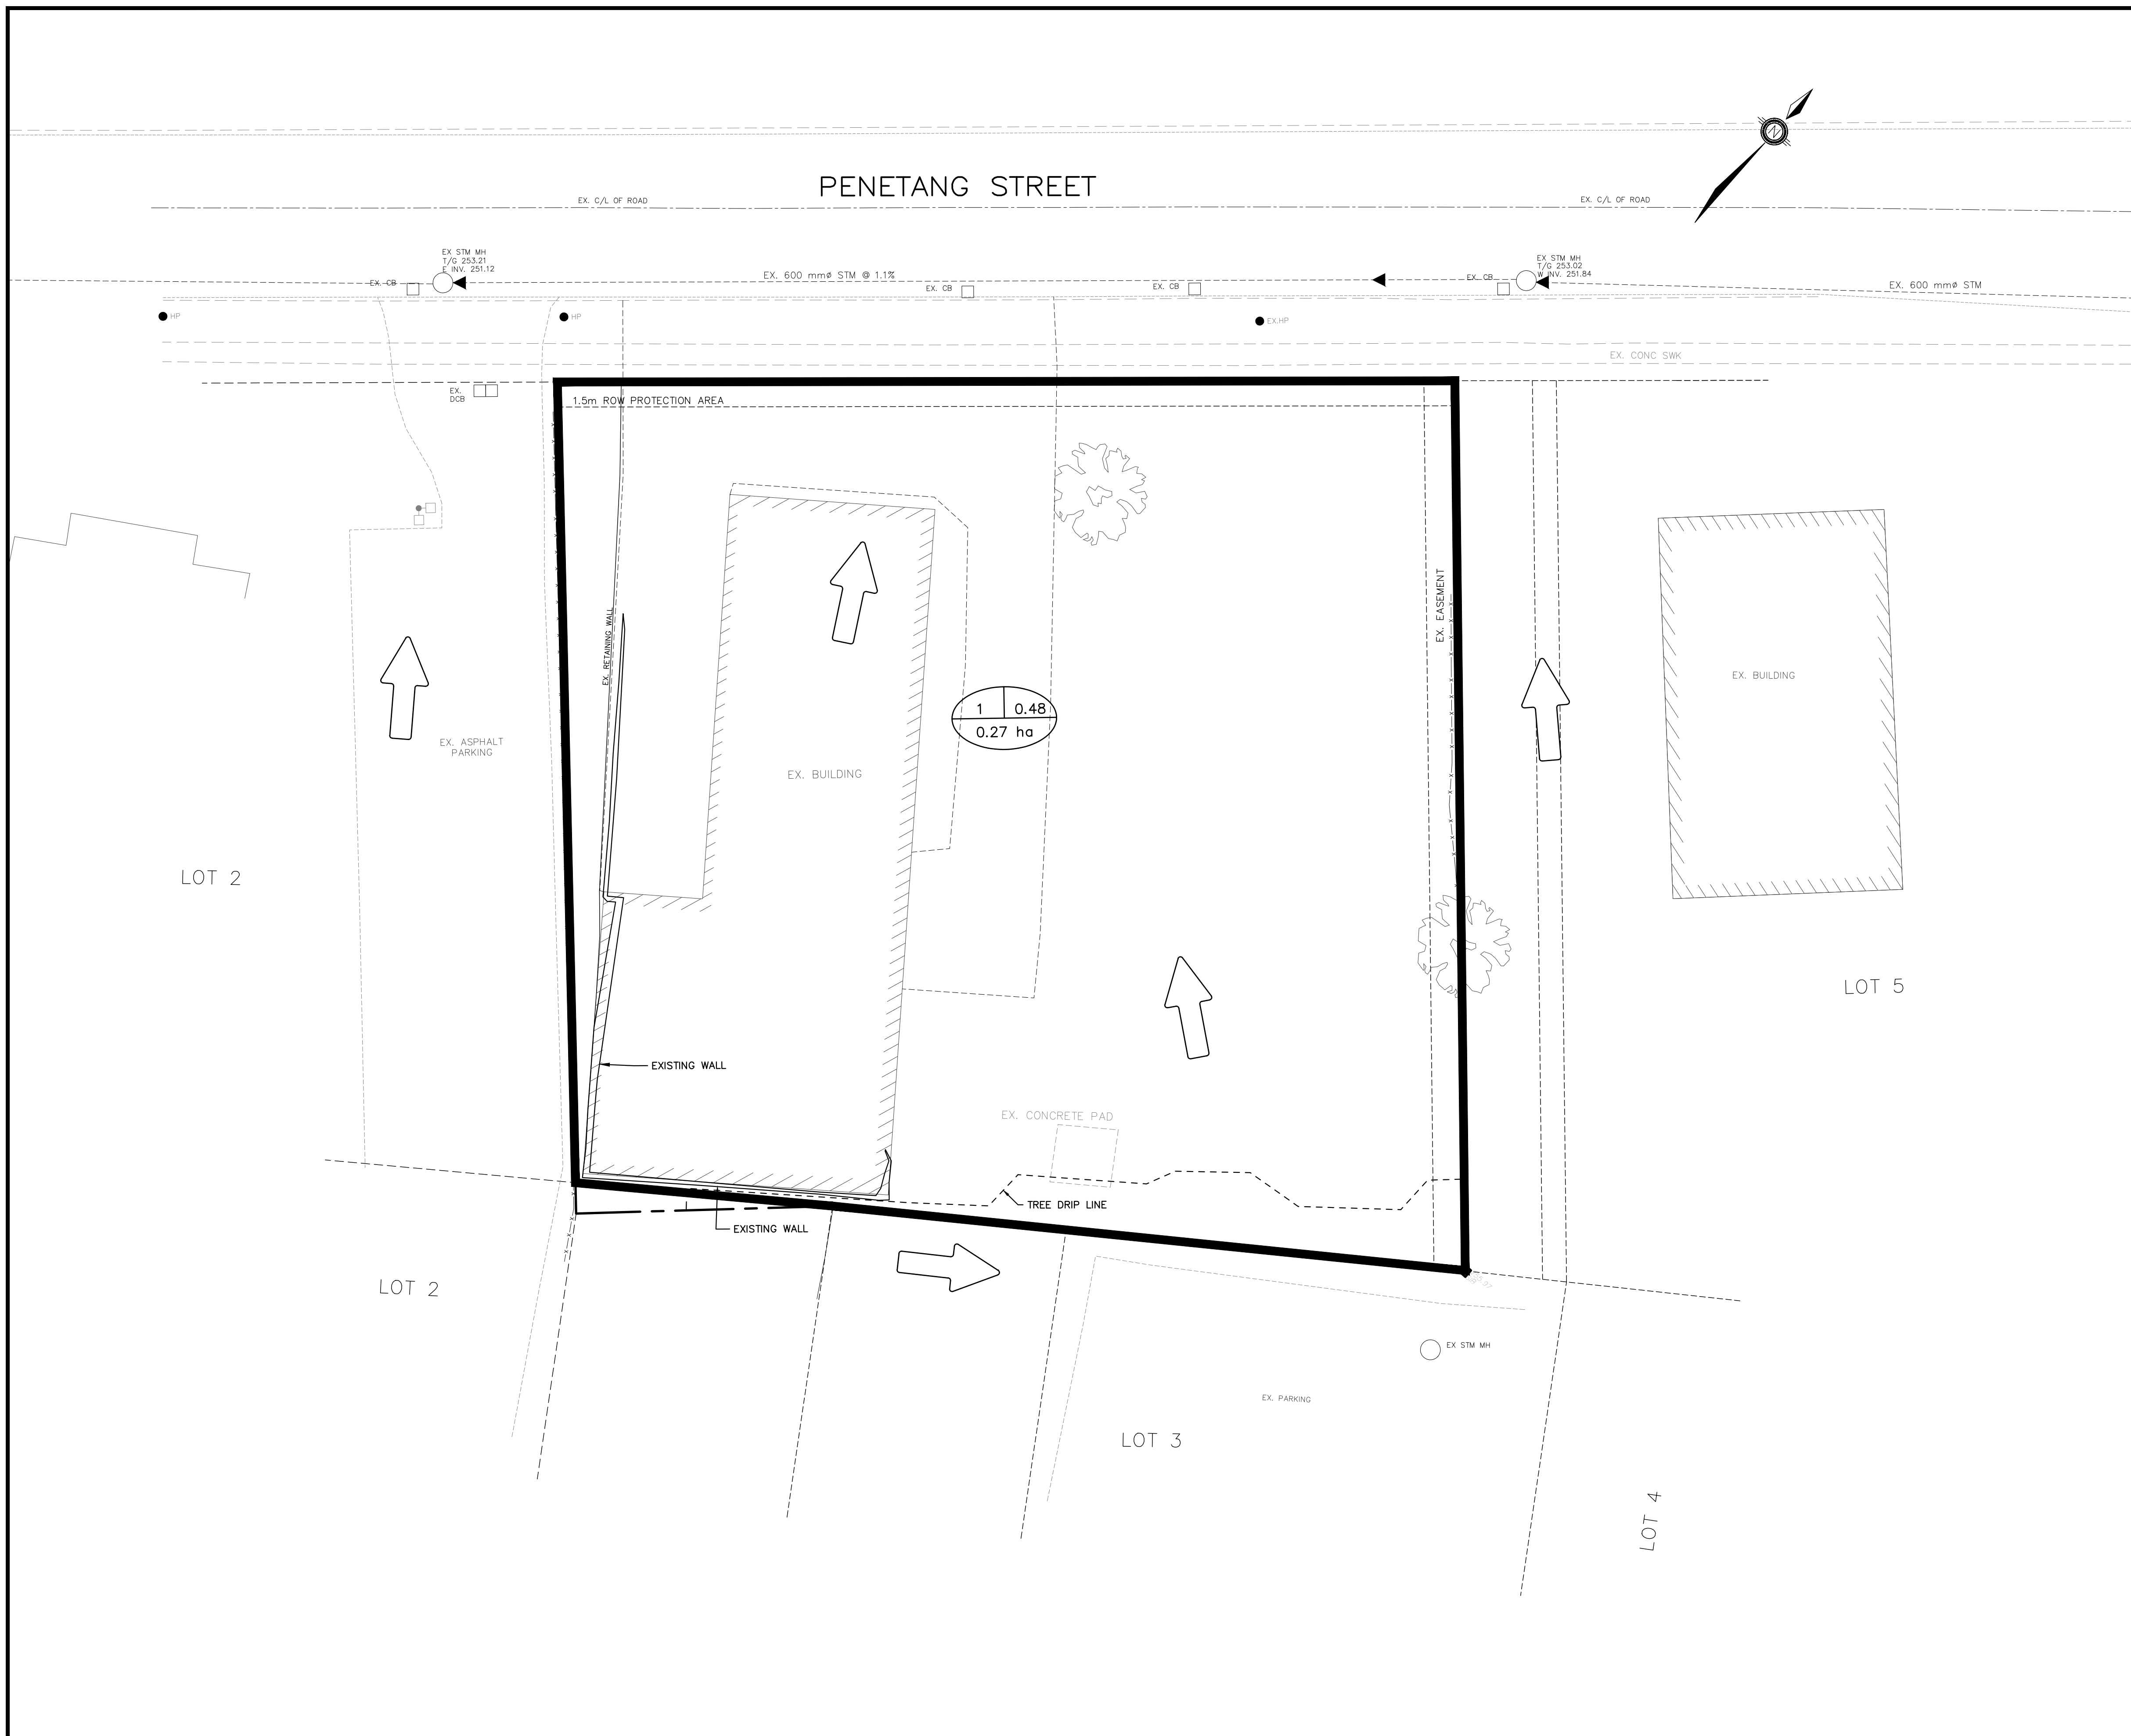 N
PENETANG STREET
EX. C/L OF ROAD
EX. C/L OF ROAD
EX STM MH
T/G 253.21
E INV. 251.12
EX. CB
EX. 600 mmø STM @ 1.1%
EX. CB
EX. CB
EX. CB
EX STM MH
T/G 253.02
W INV. 251.84
EX. 600 mmø STM
HP
HP
EX.HP
EX. CONC SWK
EX.
DCB
1.5m ROW PROTECTION AREA
EX. RETAINING WALL
EX. EASEMENT
EX. BUILDING
1 0.48
0.27 ha
EX. ASPHALT
PARKING
EX. BUILDING
LOT 2
LOT 5
EXISTING WALL
EX. CONCRETE PAD
TREE DRIP LINE
EXISTING WALL
LOT 2
EX STM MH
EX. PARKING
LOT 3
LOT 4